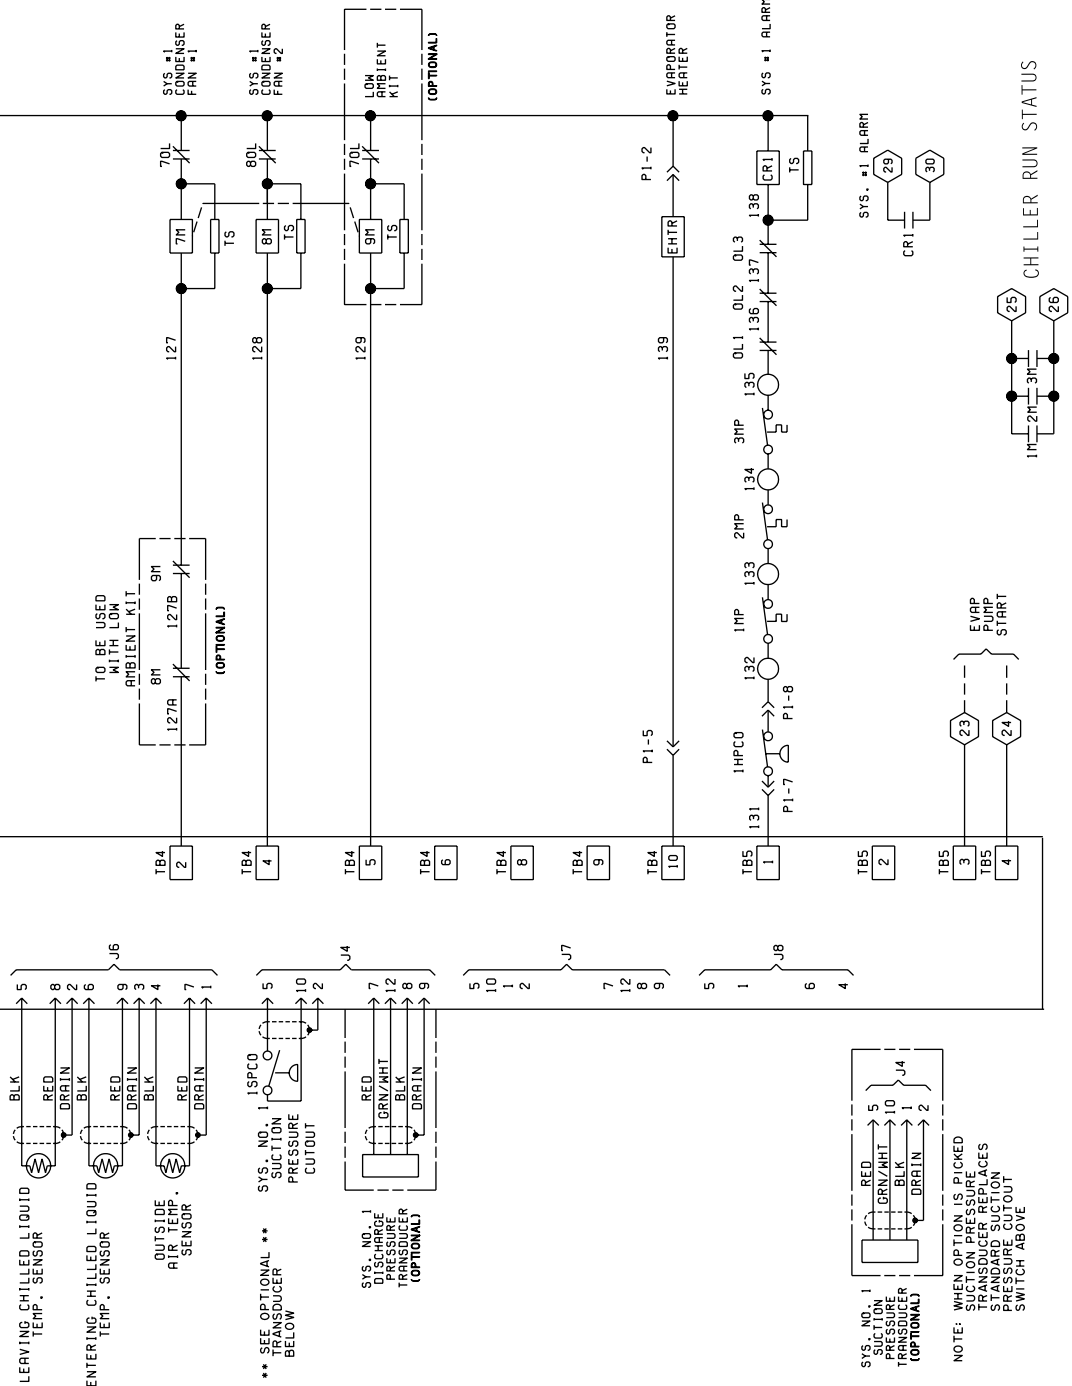 SYS #1
CONDENSER
FAN #1
SYS #1
CONDENSER
FAN #2
LOW
AMBIENT
KIT
(OPTIONAL)
EVAPORATOR
HEATER
SYS #1 ALARM
7OL
8OL
7OL
P1-2
7M
TS
8M
TS
9M
TS
EHTR
CR1
TS
138
OL3
137
OL2
136
OL1
135
3MP
134
2MP
133
1MP
132
P1-8
1HPCO
P1-7
131
127
128
129
139
P1-5
SYS. #1 ALARM
29
30
CR1
CHILLER RUN STATUS
25
26
1M
2M
3M
TO BE USED
WITH LOW
AMBIENT KIT
8M
9M
127A
127B
(OPTIONAL)
EVAP
PUMP
START
23
24
TB4
2
TB4
4
TB4
5
TB4
6
TB4
8
TB4
9
TB4
10
TB5
1
TB5
2
TB5
3
TB5
4
J6
5
8
2
6
9
3
4
7
1
J4
5
10
2
7
12
8
9
J7
5
10
1
2
7
12
8
9
J8
5
1
6
4
BLK
RED
DRAIN
BLK
RED
DRAIN
BLK
RED
DRAIN
LEAVING CHILLED LIQUID
TEMP. SENSOR
ENTERING CHILLED LIQUID
TEMP. SENSOR
OUTSIDE
AIR TEMP.
SENSOR
1SPCO
SYS. NO. 1
SUCTION
PRESSURE
CUTOUT
** SEE OPTIONAL **
TRANSDUCER
BELOW
RED
GRN/WHT
BLK
DRAIN
SYS. NO. 1
DISCHARGE
PRESSURE
TRANSDUCER
(OPTIONAL)
J4
5
10
1
2
RED
GRN/WHT
BLK
DRAIN
SYS. NO. 1
SUCTION
PRESSURE
TRANSDUCER
(OPTIONAL)
NOTE: WHEN OPTION IS PICKED
SUCTION PRESSURE
TRANSDUCER REPLACES
STANDARD SUCTION
PRESSURE CUTOUT
SWITCH ABOVE